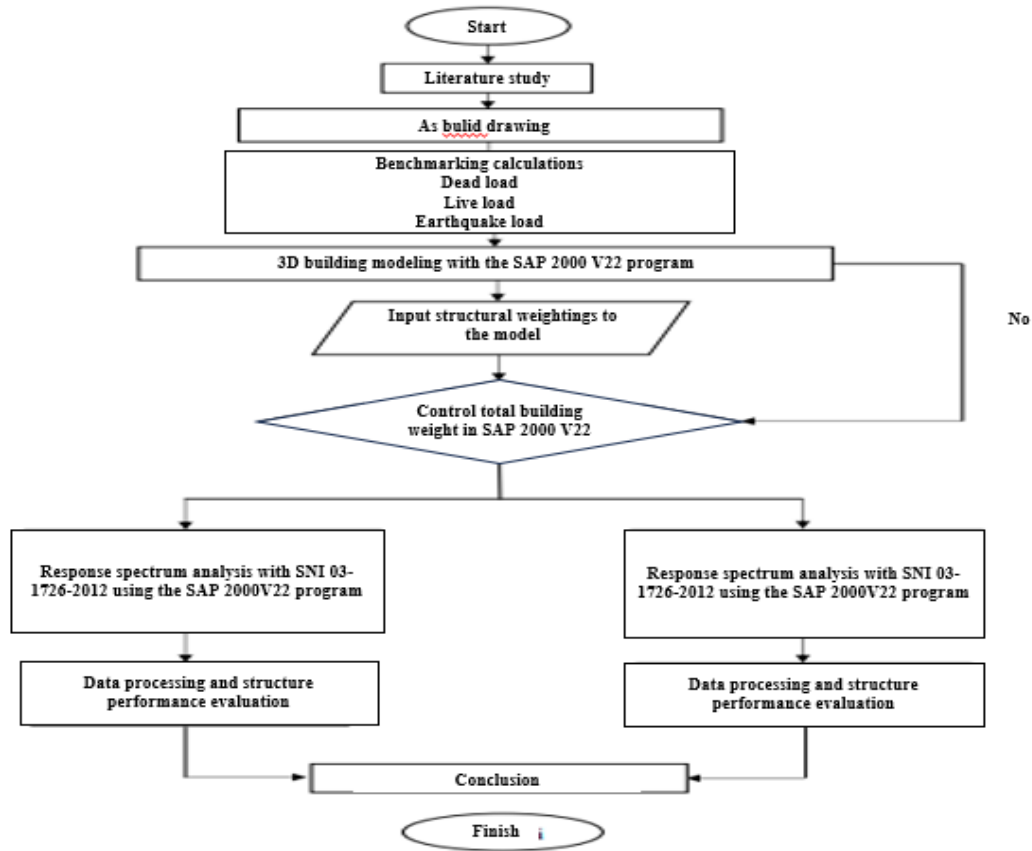 Start
Literature study
As bulid drawing
Benchmarking calculations
Dead load
Live load
Earthquake load
3D building modeling with the SAP 2000 V22 program
Input structural weightings to
the model
No
Control total building
weight in SAP 2000 V22
Response spectrum analysis with SNI 03-
1726-2012 using the SAP 2000V22 program
Response spectrum analysis with SNI 03-
1726-2012 using the SAP 2000V22 program
Data processing and structure
performance evaluation
Data processing and structure
performance evaluation
Conclusion
Finish i